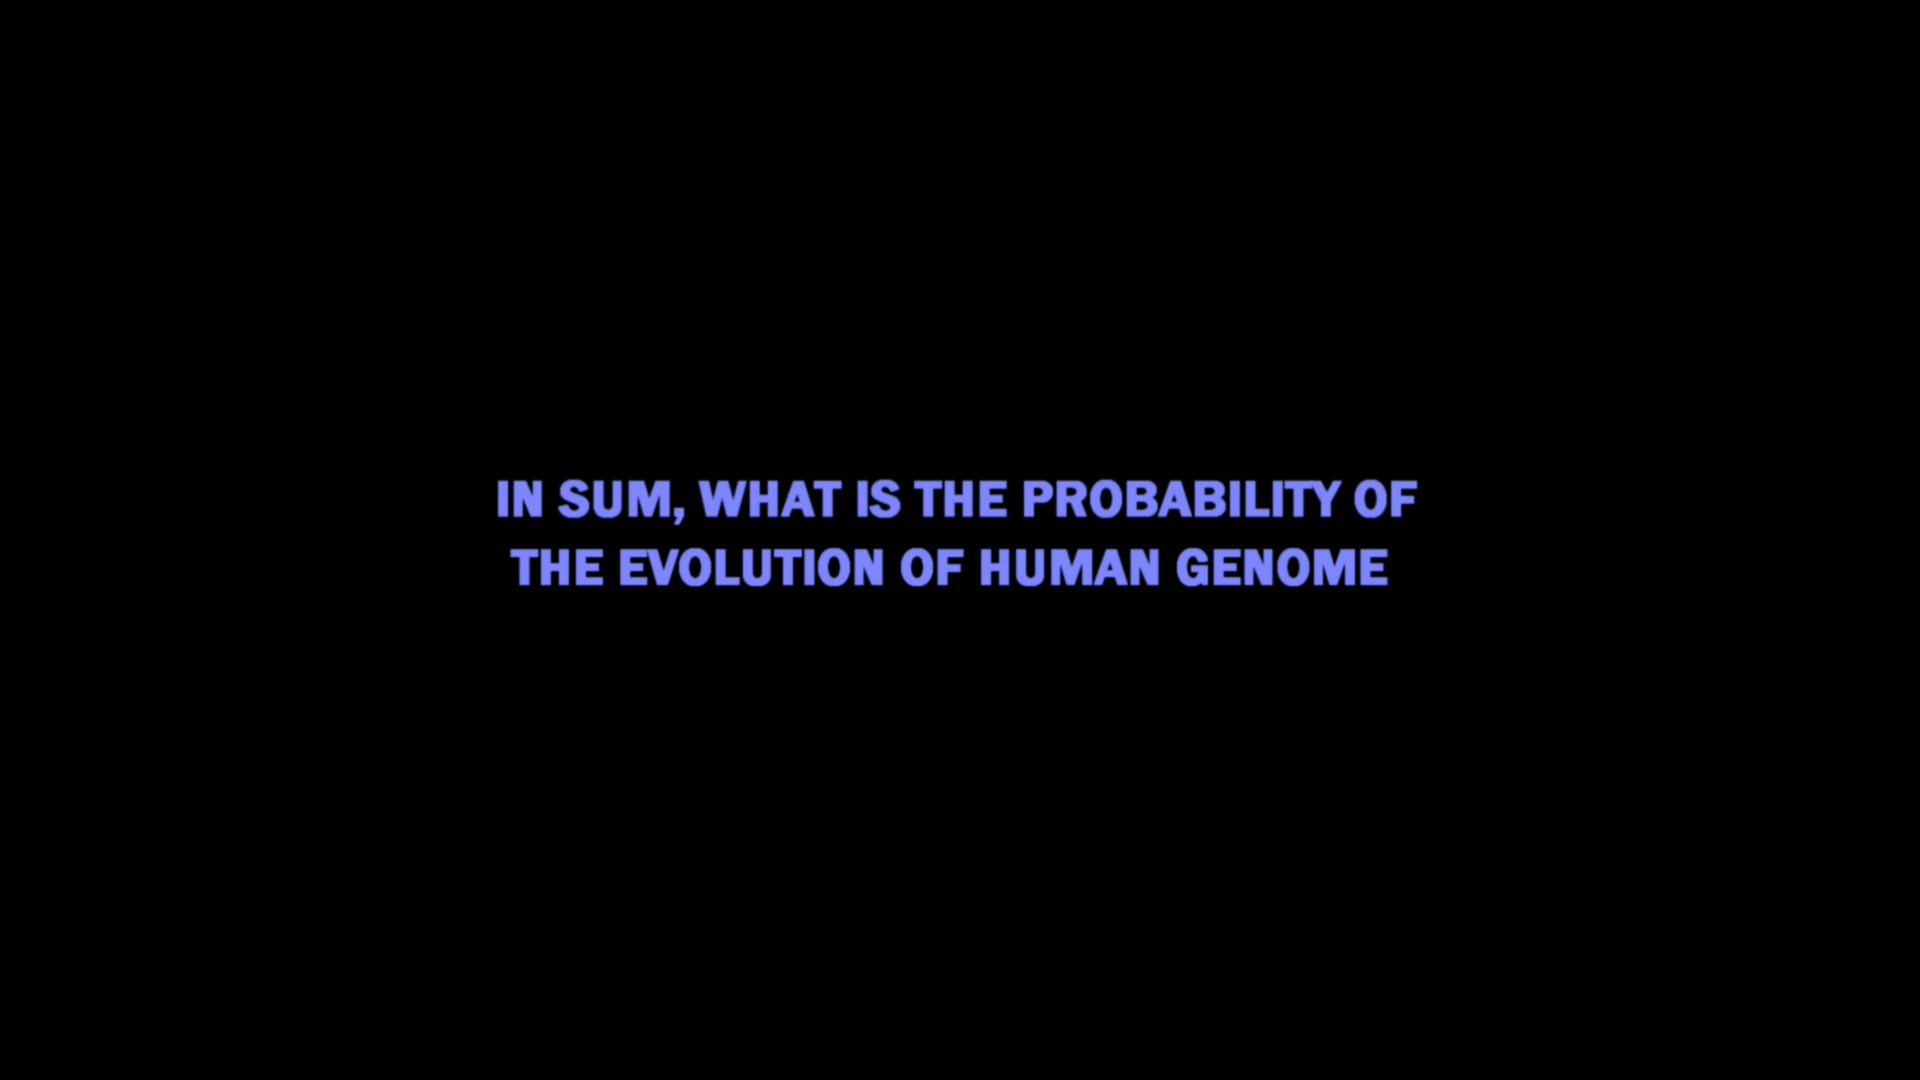 IN SUM, WHAT IS THE PROBABILITY OF
THE EVOLUTION OF HUMAN GENOME